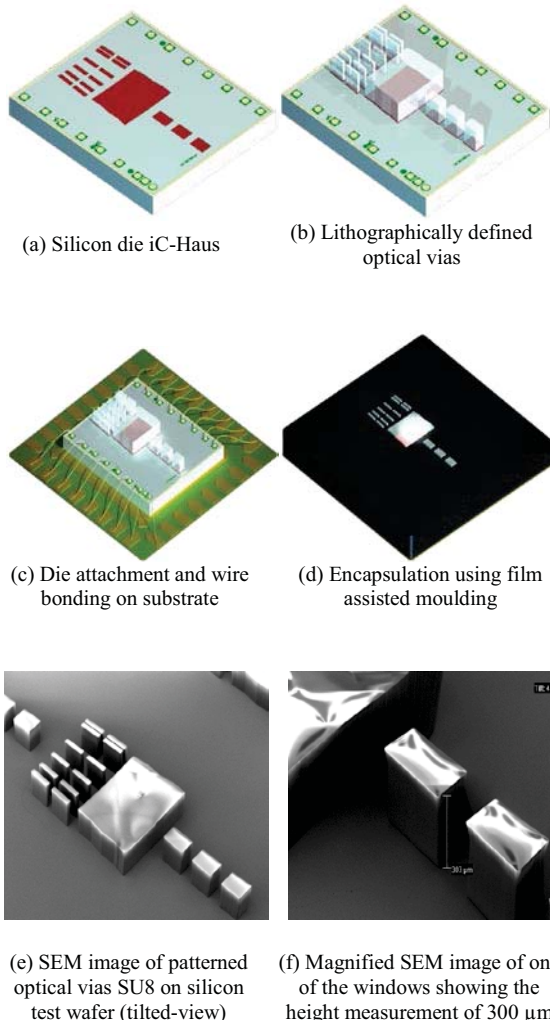 (a) Silicon die iC-Haus
(b) Lithographically defined
optical vias
(c) Die attachment and wire
bonding on substrate
(d) Encapsulation using film
assisted moulding
303 µm
(e) SEM image of patterned
optical vias SU8 on silicon
test wafer (tilted-view)
(f) Magnified SEM image of on
of the windows showing the
height measurement of 300 µm